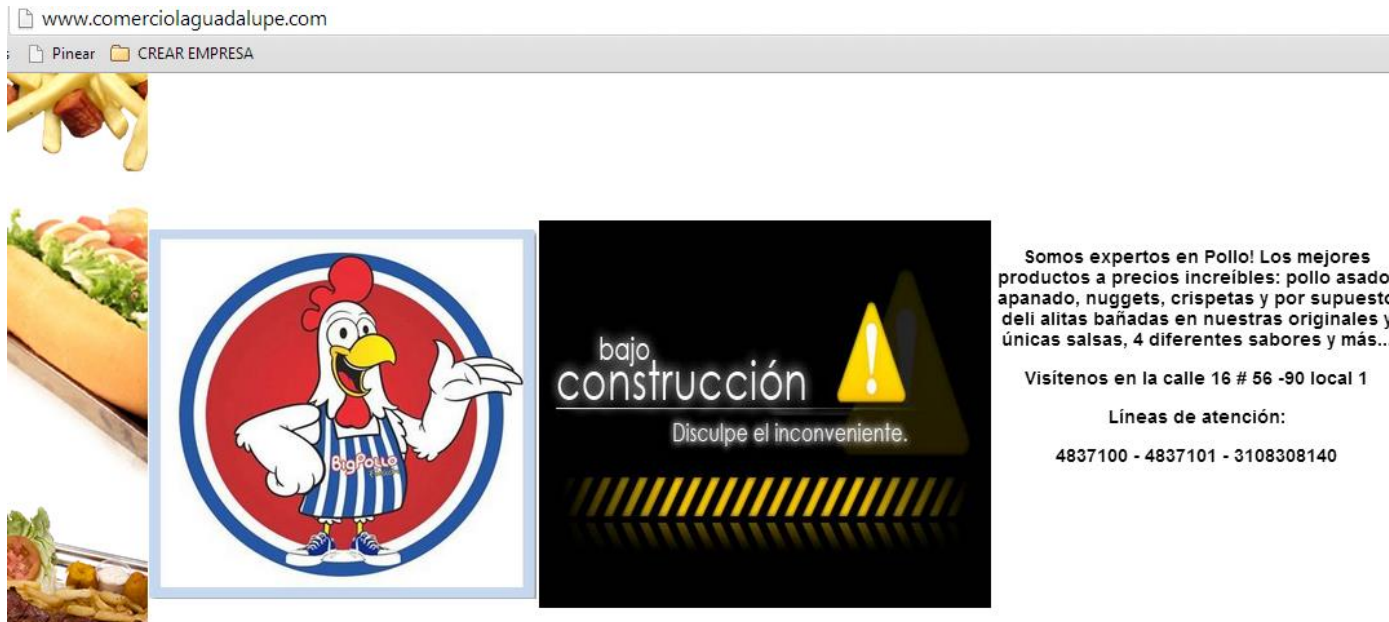 www.comerciolaguadalupe.com
Pinear CREAR EMPRESA
BigPollo
bajo
construcción
Disculpe el inconveniente.
Somos expertos en Pollo! Los mejores
productos a precios increíbles: pollo asado
apanado, nuggets, crispetas y por supuesto
deli alitas bañadas en nuestras originales y
únicas salsas, 4 diferentes sabores y más...
Visítenos en la calle 16 # 56 -90 local 1
Líneas de atención:
4837100 - 4837101 - 3108308140